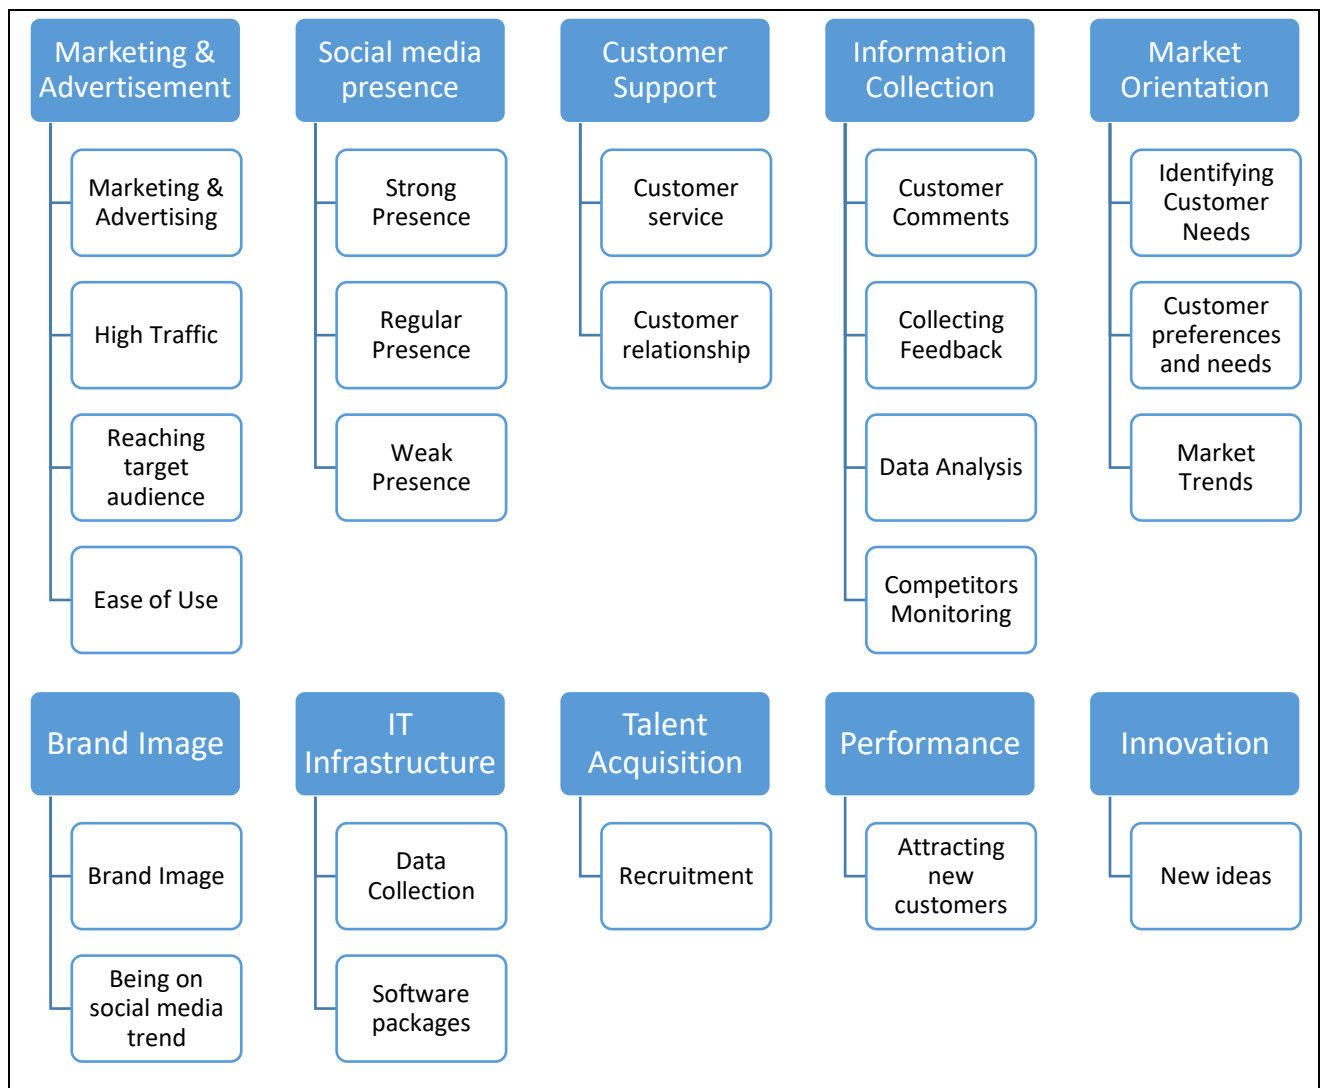 Marketing &
Advertisement
Marketing &
Advertising
High Traffic
Reaching
target
audience
Ease of Use
Social media
presence
Strong
Presence
Regular
Presence
Weak
Presence
Customer
Support
Customer
service
Customer
relationship
Information
Collection
Customer
Comments
Collecting
Feedback
Data Analysis
Competitors
Monitoring
Market
Orientation
Identifying
Customer
Needs
Customer
preferences
and needs
Market
Trends
Brand Image
Brand Image
Being on
social media
trend
IT
Infrastructure
Data
Collection
Software
packages
Talent
Acquisition
Recruitment
Performance
Attracting
new
customers
Innovation
New ideas